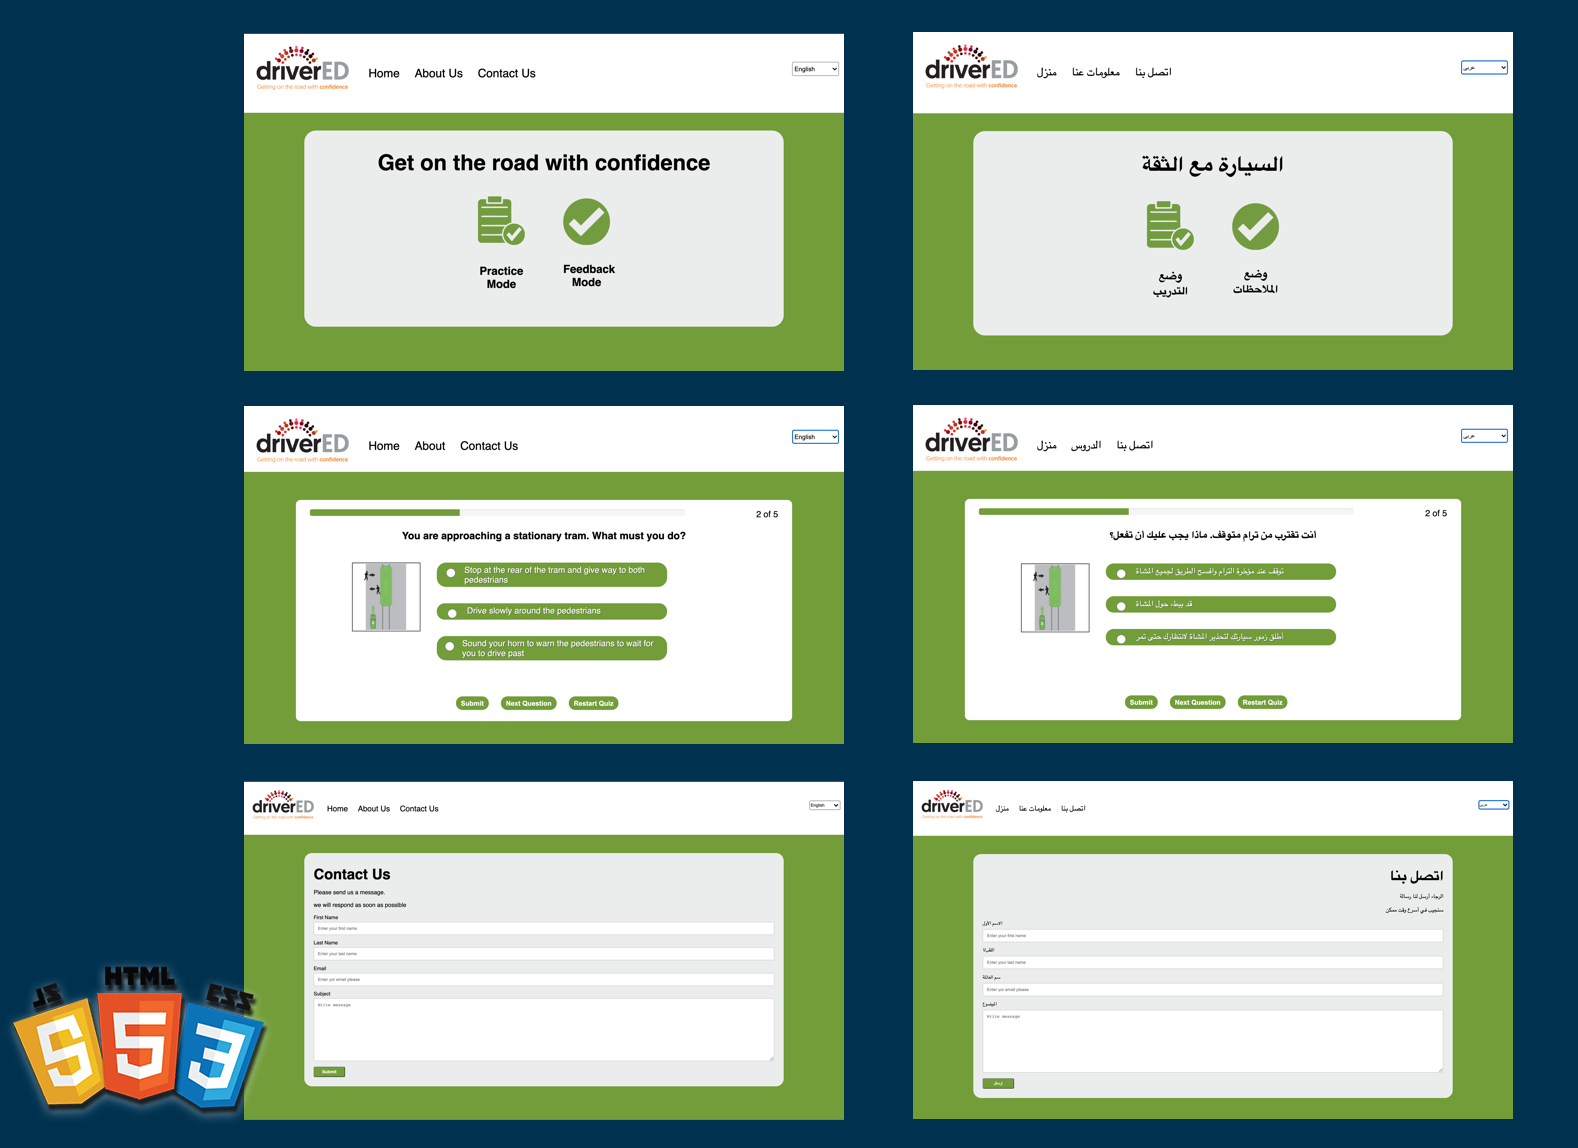 driverED
Getting on the road with confidence
Home About Us Contact Us
English
Get on the road with confidence
Practice
Mode
Feedback
Mode
driverED
Getting on the road with confidence
منزل معلومات عنا اتصل بنا
عربى
السيارة مع الثقة
وضع
التدريب
وضع
الملاحظات
driverED
Getting on the road with confidence
Home About Contact Us
English
2 of 5
You are approaching a stationary tram. What must you do?
Stop at the rear of the tram and give way to both
pedestrians
Drive slowly around the pedestrians
Sound your horn to warn the pedestrians to wait for
you to drive past
Submit Next Question Restart Quiz
driverED
Getting on the road with confidence
منزل الدروس اتصل بنا
عربى
2 of 5
أنت تقترب من ترام متوقف. ماذا يجب عليك أن تفعل؟
توقف عند مؤخرة الترام وافسح الطريق لجميع المشاة
قد ببطء حول المشاة
أطلق زمور سيارتك لتحذير المشاة لانتظارك حتى تمر
Submit Next Question Restart Quiz
driverED
Getting on the road with confidence
Home About Us Contact Us
English
Contact Us
Please send us a message.
we will respond as soon as possible
First Name
Enter your first name
Last Name
Enter your last name
Email
Enter yor email please
Subject
Write message
Submit
driverED
Getting on the road with confidence
منزل معلومات عنا اتصل بنا
عربى
اتصل بنا
الرجاء أرسل لنا رسالة
سنجيب في أسرع وقت ممكن
الاسم الأول
Enter your first name
Enter your last name
Enter yor email please
الموضوع
Write message
JS
HTML
5
CSS
3